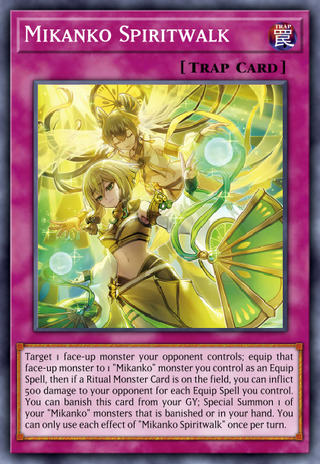 Mikanko Spiritwalk
TRAP
罠
[Trap Card]
Target 1 face-up monster your opponent controls; equip that
face-up monster to 1 "Mikanko" monster you control as an Equip
Spell, then if a Ritual Monster Card is on the field, you can inflict
500 damage to your opponent for each Equip Spell you control.
You can banish this card from your GY; Special Summon 1 of
your "Mikanko" monsters that is banished or in your hand. You
can only use each effect of "Mikanko Spiritwalk" once per turn.